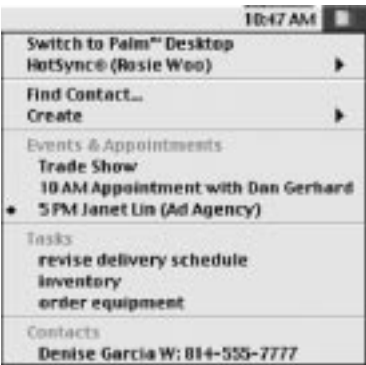 10:47 AM
Switch to Palm™ Desktop
HotSync® (Rosie Woo)
Find Contact...
Create
Events & Appointments
Trade Show
10 AM Appointment with Dan Gerhard
5 PM Janet Lin (Ad Agency)
Tasks
revise delivery schedule
inventory
order equipment
Contacts
Denise Garcia W: 814-555-7777